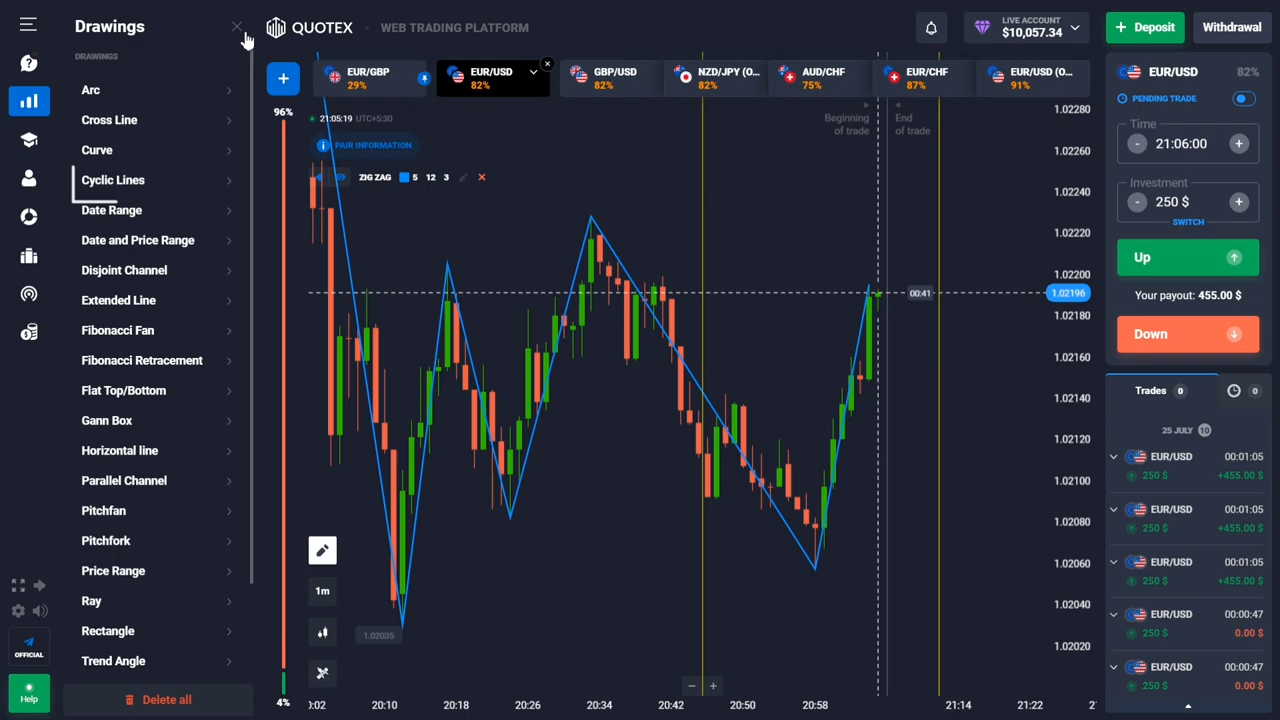 Drawings
DRAWINGS
Arc
Cross Line
Curve
Cyclic Lines
Date Range
Date and Price Range
Disjoint Channel
Extended Line
Fibonacci Fan
Fibonacci Retracement
Flat Top/Bottom
Gann Box
Horizontal line
Parallel Channel
Pitchfan
Pitchfork
Price Range
Ray
Rectangle
Trend Angle
Delete all
OFFICIAL
Help
QUOTEX
WEB TRADING PLATFORM
LIVE ACCOUNT
$10,057.34
+ Deposit
Withdrawal
+
EUR/GBP
29%
EUR/USD
82%
GBP/USD
82%
NZD/JPY (O...
82%
AUD/CHF
75%
EUR/CHF
87%
EUR/USD (O...
91%
96%
4%
21:05:19 UTC+5:30
PAIR INFORMATION
ZIG ZAG 5 12 3
Beginning
of trade
End
of trade
00:41
1.02280
1.02260
1.02240
1.02220
1.02200
1.02196
1.02180
1.02160
1.02140
1.02120
1.02100
1.02080
1.02060
1.02040
1.02020
1.02035
1m
− +
0:02 20:10 20:18 20:26 20:34 20:42 20:50 20:58 21:14 21:22 2
EUR/USD 82%
PENDING TRADE
Time
- 21:06:00 +
Investment
- 250 $ +
SWITCH
Up
Your payout: 455.00 $
Down
Trades 0 0
25 JULY 10
EUR/USD 00:01:05
250 $ +455.00 $
EUR/USD 00:01:05
250 $ +455.00 $
EUR/USD 00:01:05
250 $ +455.00 $
EUR/USD 00:00:47
250 $ 0.00 $
EUR/USD 00:00:47
250 $ 0.00 $